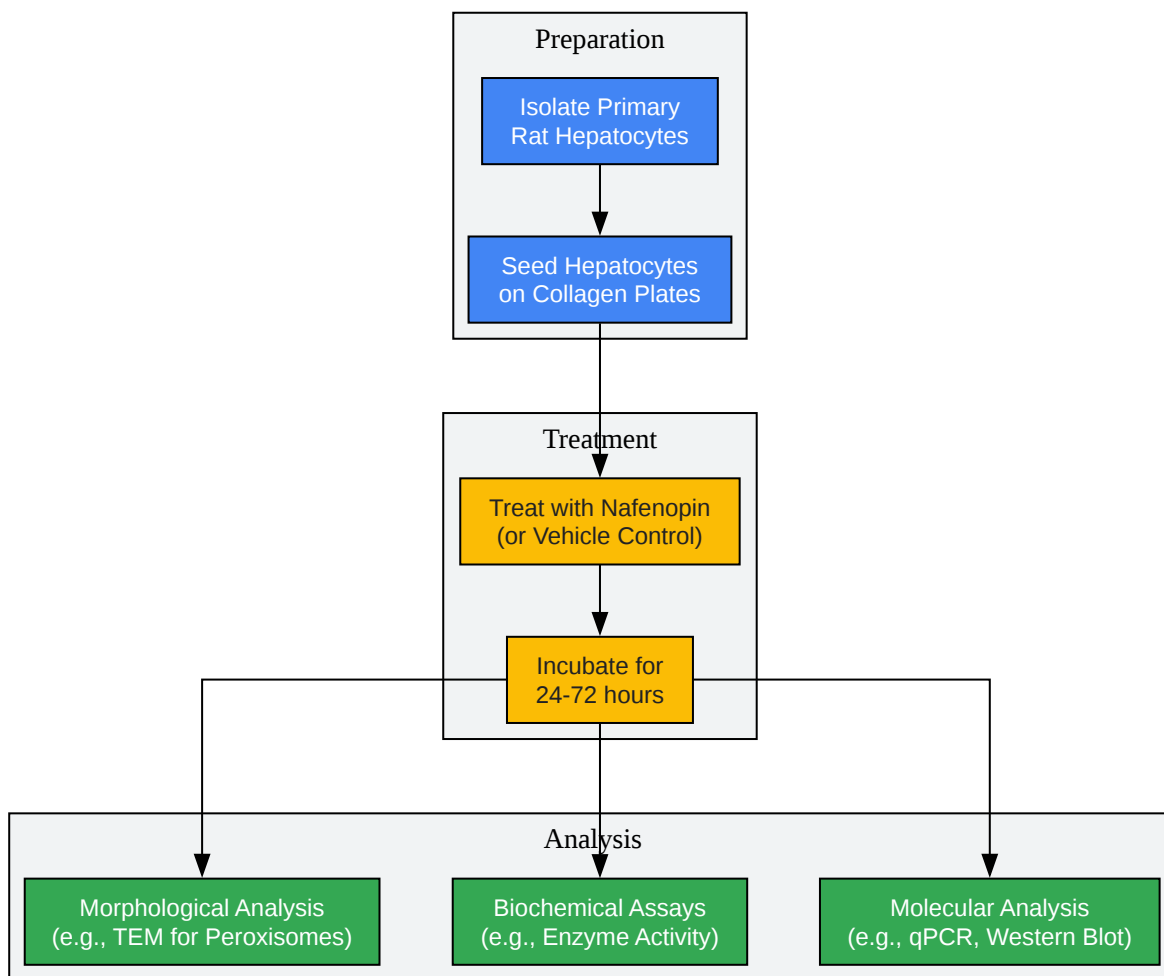 Preparation
Isolate Primary
Rat Hepatocytes
Seed Hepatocytes
on Collagen Plates
Treatment
Treat with Nafenopin
(or Vehicle Control)
Incubate for
24-72 hours
Analysis
Morphological Analysis
(e.g., TEM for Peroxisomes)
Biochemical Assays
(e.g., Enzyme Activity)
Molecular Analysis
(e.g., qPCR, Western Blot)